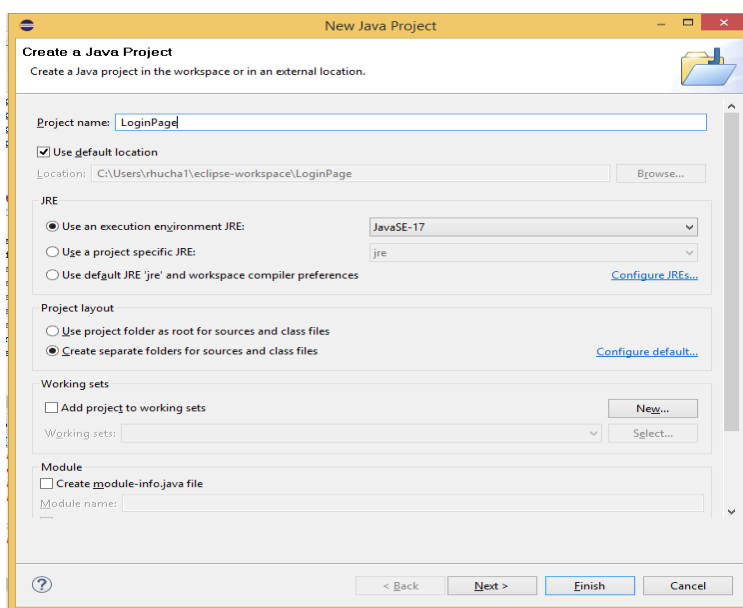 New Java Project
Create a Java Project
Create a Java project in the workspace or in an external location.
Project name: LoginPage
Use default location
Location: C:\Users\rhucha1\eclipse-workspace\LoginPage Browse...
JRE
Use an execution environment JRE: JavaSE-17
Use a project specific JRE: jre
Use default JRE 'jre' and workspace compiler preferences Configure JREs...
Project layout
Use project folder as root for sources and class files
Create separate folders for sources and class files Configure default...
Working sets
Add project to working sets New...
Working sets: Select...
Module
Create module-info.java file
Module name:
? < Back Next > Finish Cancel